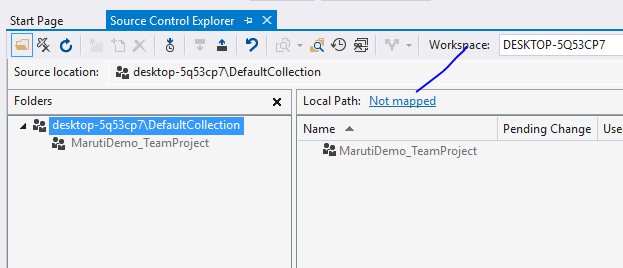 Start Page Source Control Explorer
Workspace: DESKTOP-5Q53CP7
Source location: desktop-5q53cp7\DefaultCollection
Folders Local Path: Not mapped
desktop-5q53cp7\DefaultCollection Name Pending Change Use
MarutiDemo_TeamProject MarutiDemo_TeamProject